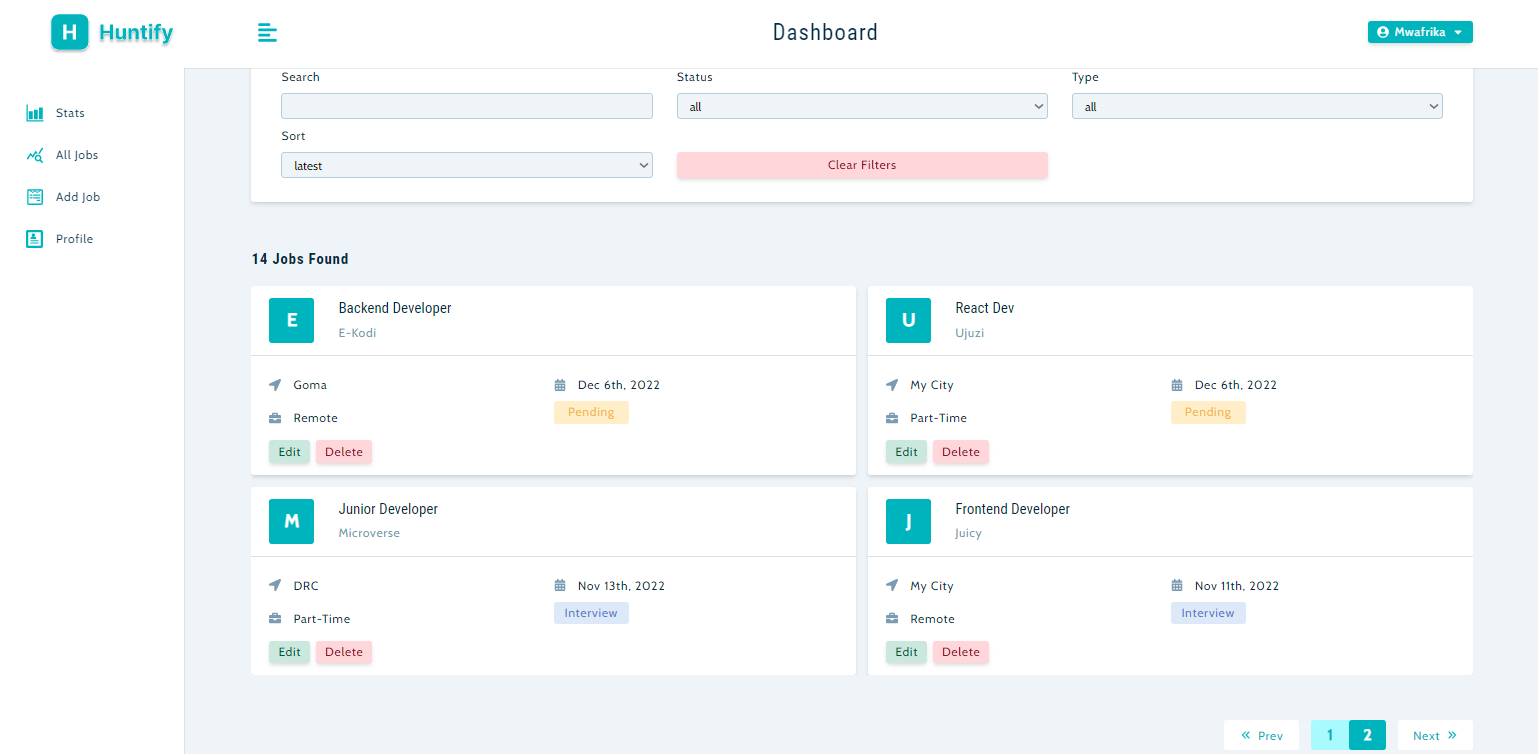 H Huntify
Dashboard
Mwafrika
Stats
All Jobs
Add Job
Profile
Search
Status
Type
all
all
Sort
latest
Clear Filters
14 Jobs Found
E
Backend Developer
E-Kodi
Goma
Dec 6th, 2022
Remote
Pending
Edit
Delete
U
React Dev
Ujuzi
My City
Dec 6th, 2022
Part-Time
Pending
Edit
Delete
M
Junior Developer
Microverse
DRC
Nov 13th, 2022
Part-Time
Interview
Edit
Delete
J
Frontend Developer
Juicy
My City
Nov 11th, 2022
Remote
Interview
Edit
Delete
« Prev
1
2
Next »